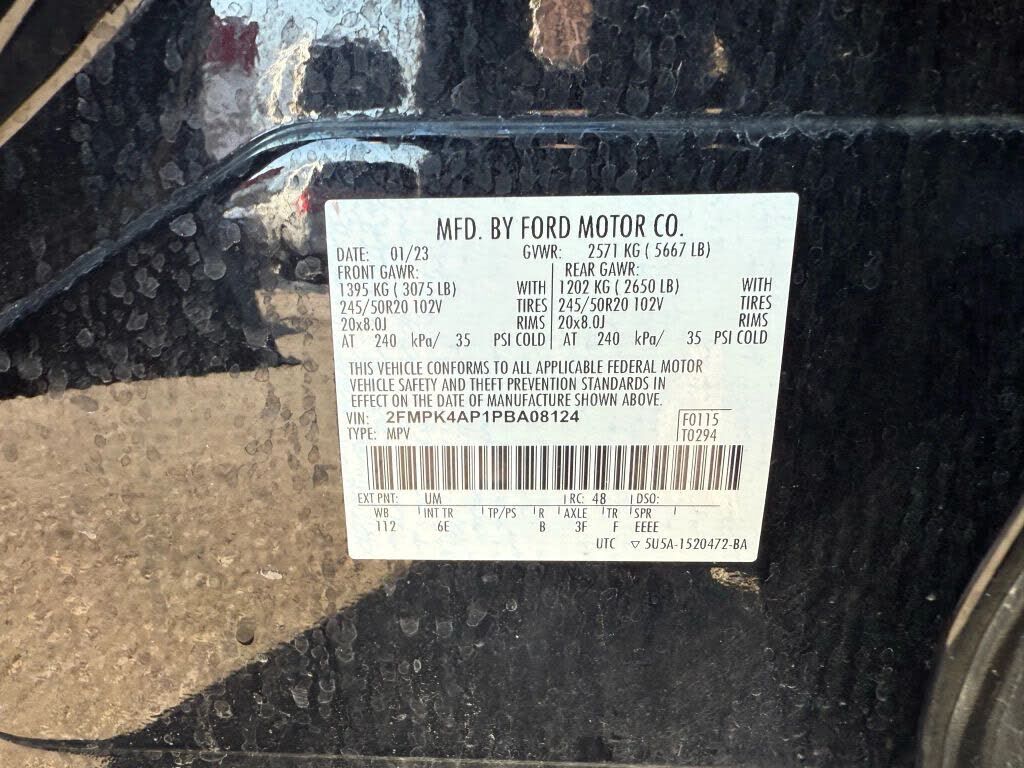 MFD. BY FORD MOTOR CO.
DATE: 01/23 GVWR: 2571 KG ( 5667 LB)
FRONT GAWR: REAR GAWR:
1395 KG ( 3075 LB) WITH 1202 KG ( 2650 LB) WITH
245/50R20 102V TIRES 245/50R20 102V TIRES
20x8.0J RIMS 20x8.0J RIMS
AT 240 kPa/ 35 PSI COLD AT 240 kPa/ 35 PSI COLD
THIS VEHICLE CONFORMS TO ALL APPLICABLE FEDERAL MOTOR
VEHICLE SAFETY AND THEFT PREVENTION STANDARDS IN
EFFECT ON THE DATE OF MANUFACTURE SHOWN ABOVE.
VIN: 2FMPK4AP1PBA08124 F0115
TYPE: MPV T0294
EXT PNT: UM RC: 48 DSO:
WB INT TR TP/PS R AXLE TR SPR
112 6E B 3F F EEEE
UTC ▽ 5U5A-1520472-BA